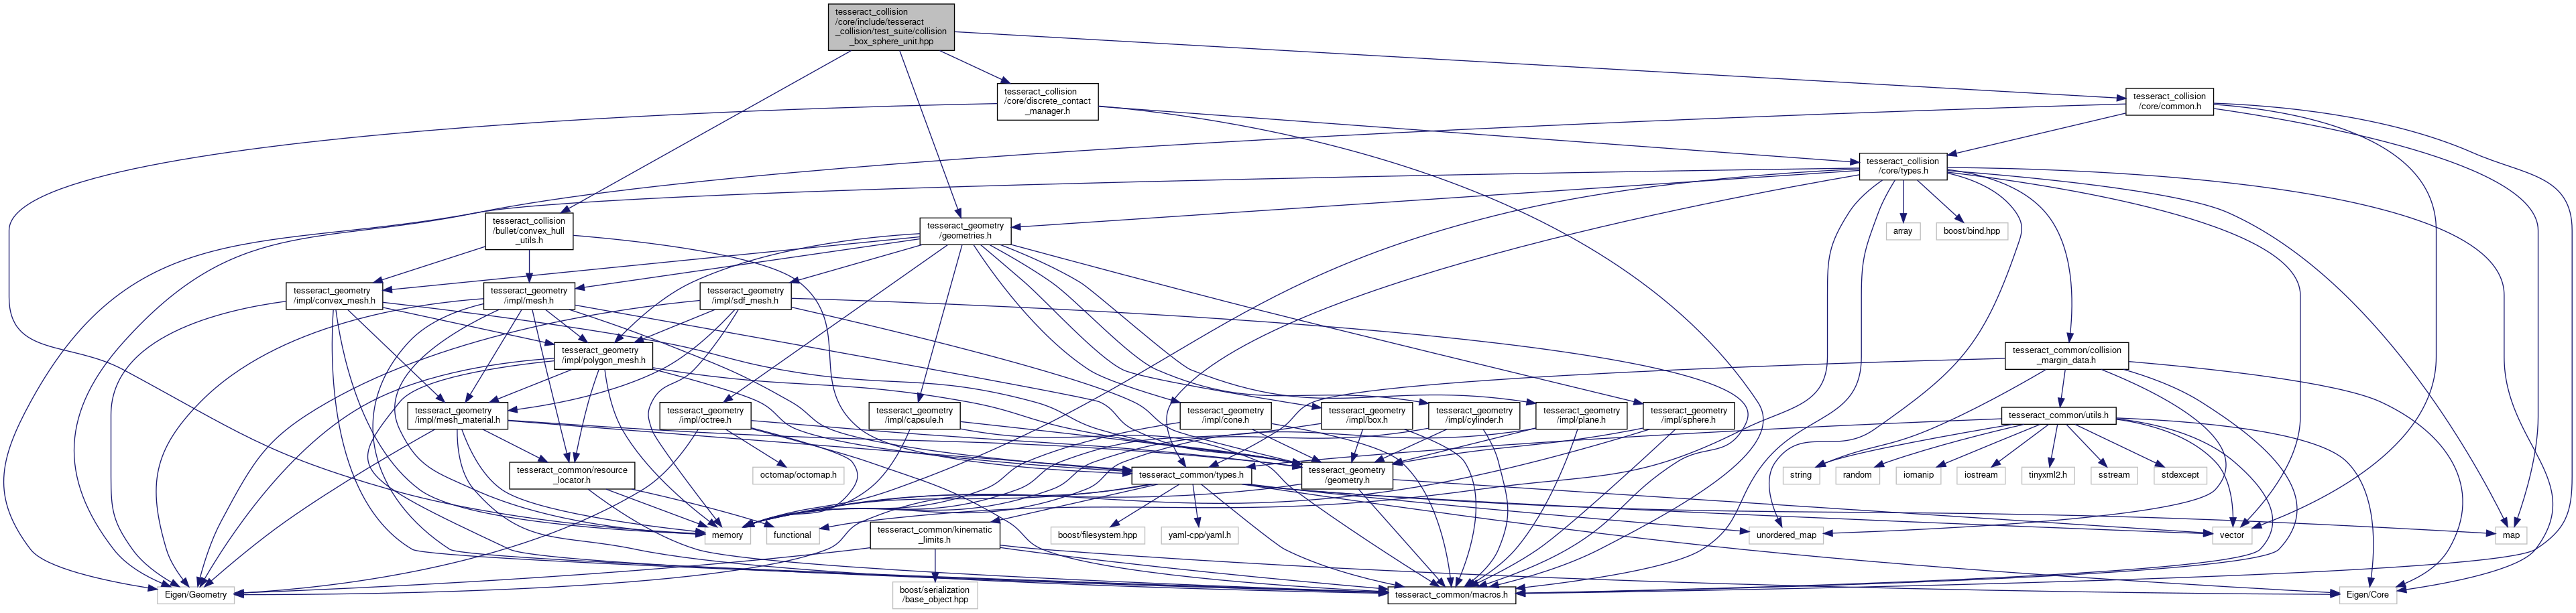 tesseract_collision
/core/include/tesseract
_collision/test_suite/collision
_box_sphere_unit.hpp
tesseract_collision
/core/discrete_contact
_manager.h
tesseract_collision
/core/common.h
tesseract_collision
/core/types.h
tesseract_collision
/bullet/convex_hull
_utils.h
tesseract_geometry
/geometries.h
array
boost/bind.hpp
tesseract_geometry
/impl/convex_mesh.h
tesseract_geometry
/impl/mesh.h
tesseract_geometry
/impl/sdf_mesh.h
tesseract_geometry
/impl/polygon_mesh.h
tesseract_common/collision
_margin_data.h
tesseract_geometry
/impl/mesh_material.h
tesseract_geometry
/impl/octree.h
tesseract_geometry
/impl/capsule.h
tesseract_geometry
/impl/cone.h
tesseract_geometry
/impl/box.h
tesseract_geometry
/impl/cylinder.h
tesseract_geometry
/impl/plane.h
tesseract_geometry
/impl/sphere.h
tesseract_common/utils.h
tesseract_common/resource
_locator.h
octomap/octomap.h
tesseract_common/types.h
tesseract_geometry
/geometry.h
string
random
iomanip
iostream
tinyxml2.h
sstream
stdexcept
memory
functional
tesseract_common/kinematic
_limits.h
boost/filesystem.hpp
yaml-cpp/yaml.h
unordered_map
vector
map
Eigen/Geometry
boost/serialization
/base_object.hpp
tesseract_common/macros.h
Eigen/Core